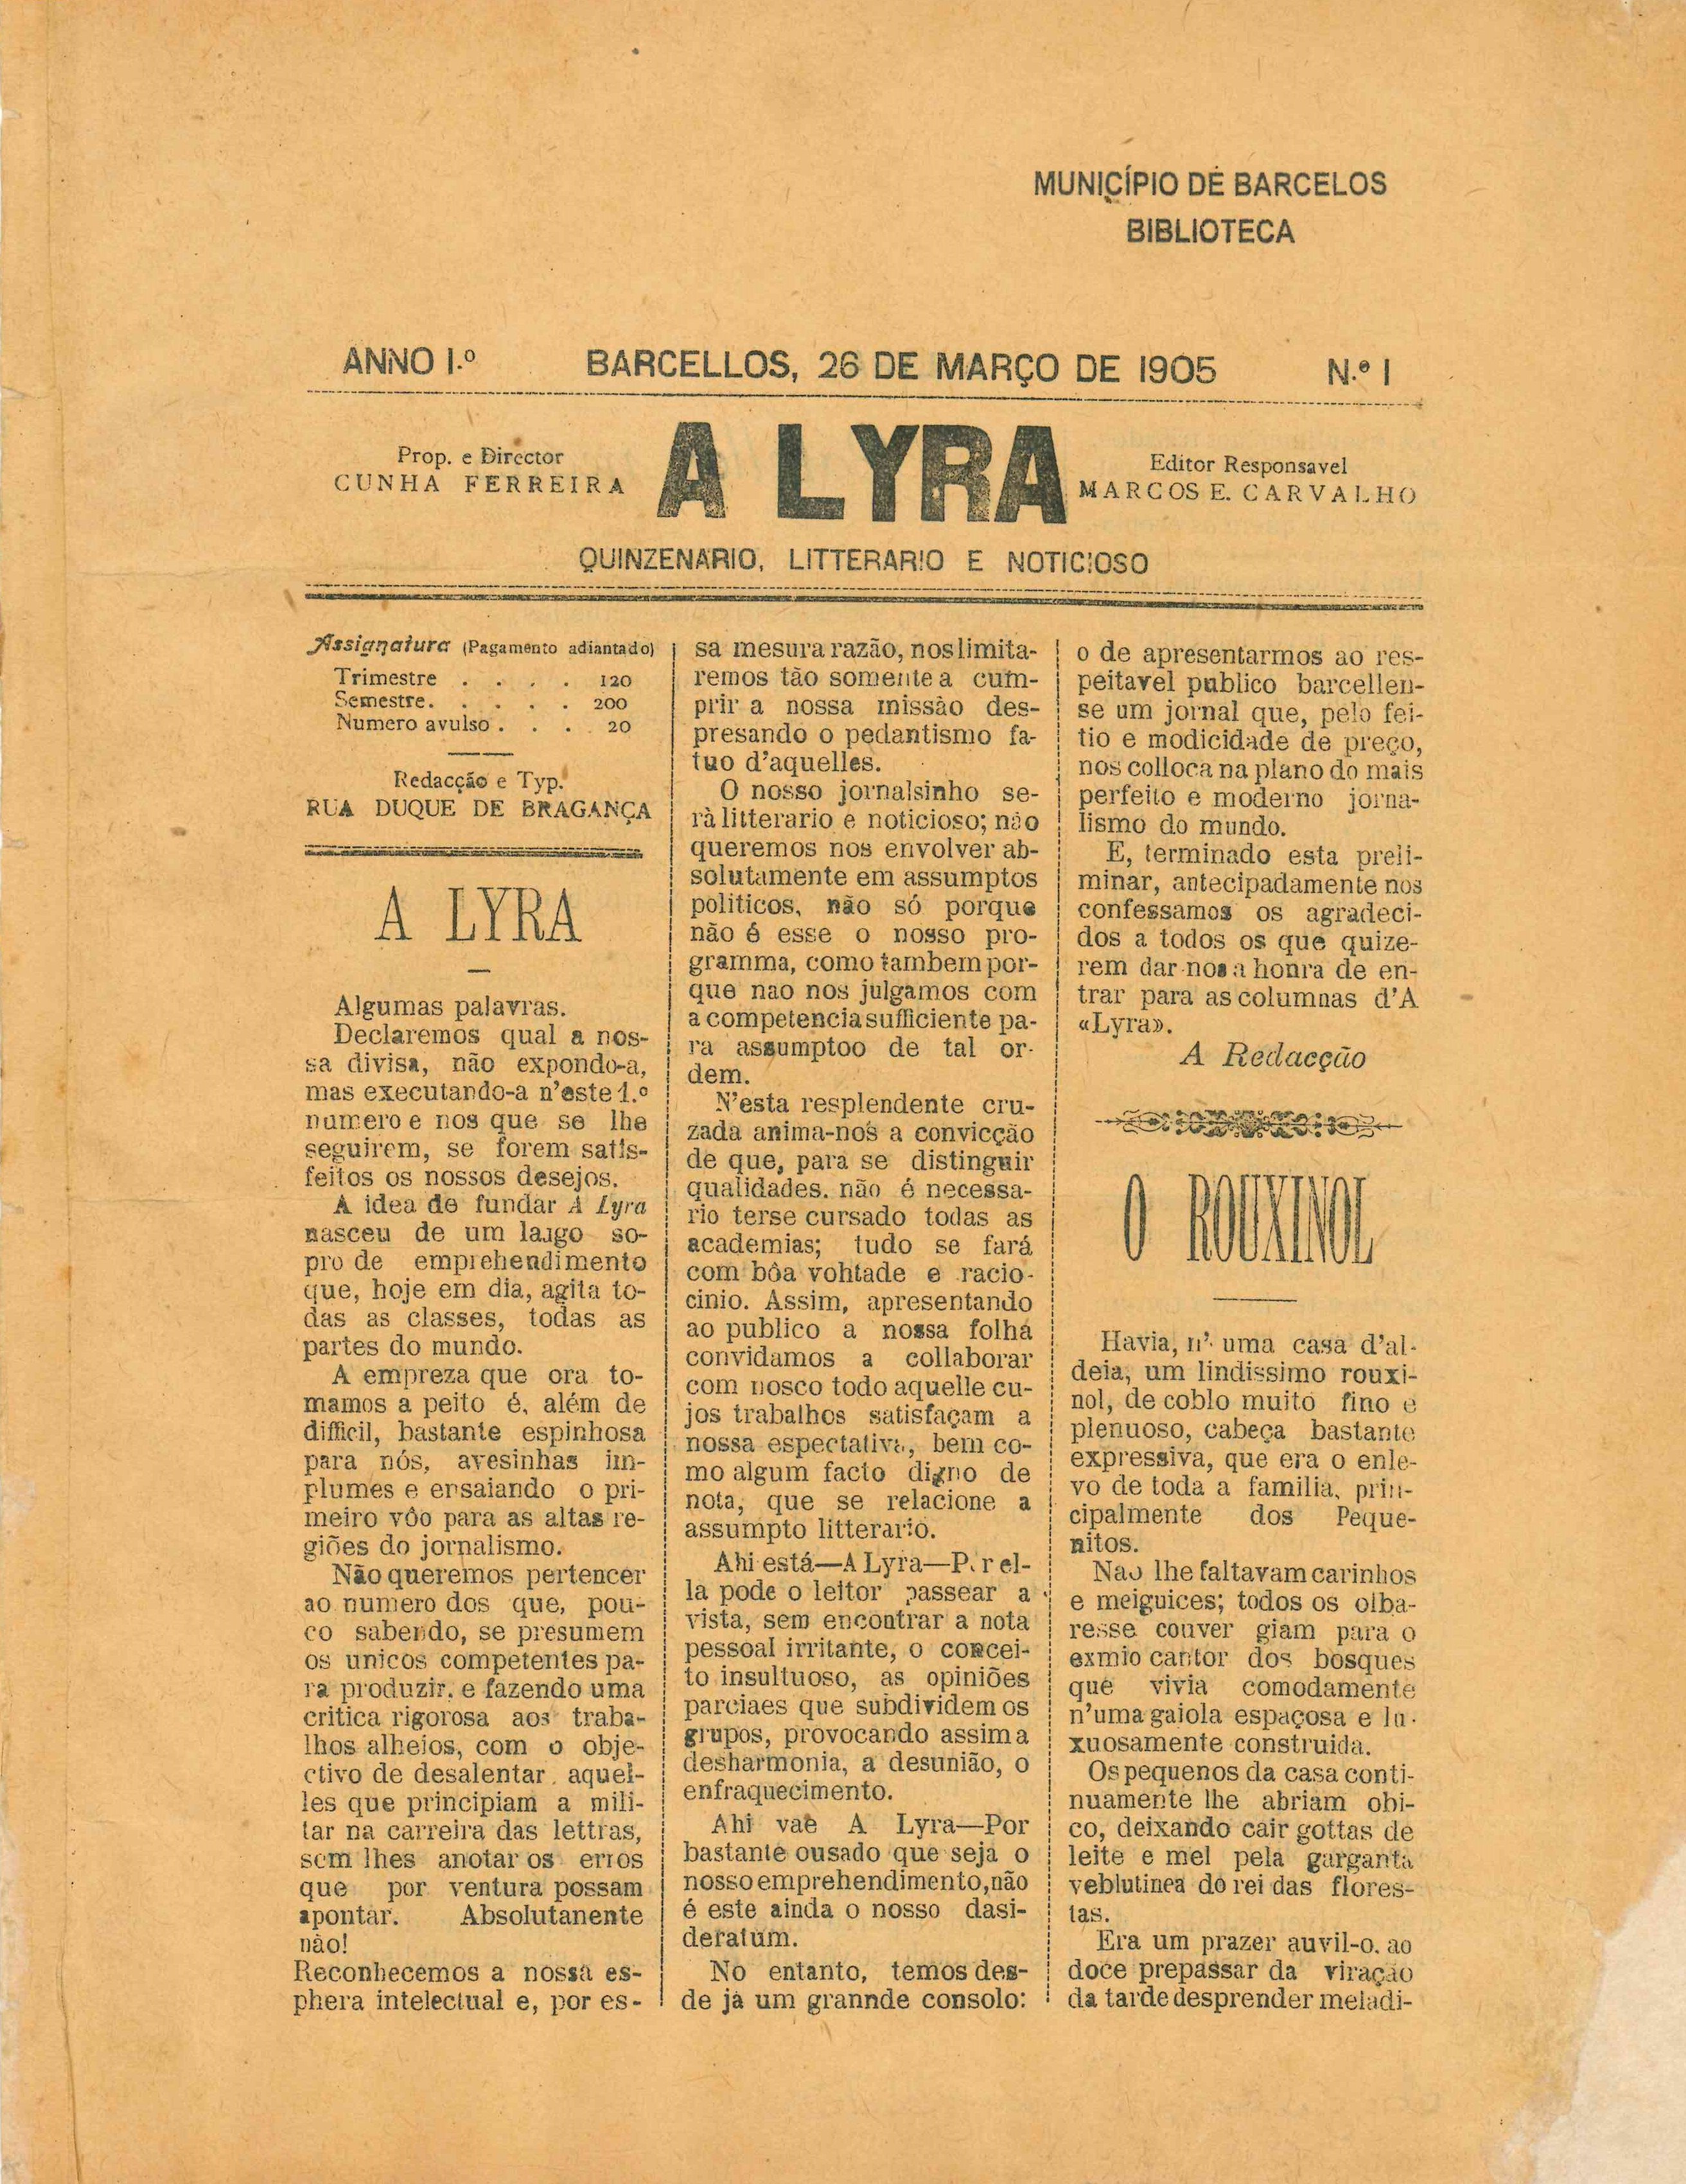 MUNICÍPIO DE BARCELOS
BIBLIOTECA
ANNO I.º
BARCELLOS, 26 DE MARÇO DE 1905
N.º I
Prop. e Director
CUNHA FERREIRA
A LYRA
Editor Responsavel
MARCOS E. CARVALHO
QUINZENARIO, LITTERARIO E NOTICIOSO
Assignatura (Pagamento adiantado)
Trimestre . . . . 120
Semestre. . . . . 200
Numero avulso . . . 20
Redacção e Typ.
RUA DUQUE DE BRAGANÇA
A LYRA
Algumas palavras.
Declaremos qual a nos-
sa divisa, não expondo-a,
mas executando-a n'este 1.º
numero e nos que se lhe
seguirem, se forem satis-
feitos os nossos desejos.
A idea de fundar A Lyra
nasceu de um largo so-
pro de emprehendimento
que, hoje em dia, agita to-
das as classes, todas as
partes do mundo.
A empreza que ora to-
mamos a peito é, além de
difficil, bastante espinhosa
para nós, avesinhas im-
plumes e ensaiando o pri-
meiro vôo para as altas re-
giões do jornalismo.
Não queremos pertencer
ao numero dos que, pou-
co sabendo, se presumem
os unicos competentes pa-
ra produzir, e fazendo uma
critica rigorosa aos traba-
lhos alheios, com o obje-
ctivo de desalentar aquel-
les que principiam a mili-
tar na carreira das lettras,
sem lhes anotar os erros
que por ventura possam
apontar. Absolutanente
não!
Reconhecemos a nossa es-
phera intelectual e, por es-
sa mesura razão, nos limita-
remos tão somente a cum-
prir a nossa missão des-
presando o pedantismo fa-
tuo d'aquelles.
O nosso jornalsinho se-
rà litterario e noticioso; não
queremos nos envolver ab-
solutamente em assumptos
politicos, não só porque
não é esse o nosso pro-
gramma, como tambem por-
que nao nos julgamos com
a competencia sufficiente pa-
ra assumptoo de tal or-
dem.
N'esta resplendente cru-
zada anima-nos a convicção
de que, para se distinguir
qualidades. não é necessa-
rio terse cursado todas as
academias; tudo se fará
com bôa vohtade e racio-
cinio. Assim, apresentando
ao publico a nossa folha
convidamos a collaborar
com nosco todo aquelle cu-
jos trabalhos satisfaçam a
nossa espectativa, bem co-
mo algum facto digno de
nota, que se relacione a
assumpto litterario.
Ahi está—A Lyra—Por el-
la pode o leitor passear a
vista, sem encontrar a nota
pessoal irritante, o concei-
to insultuoso, as opiniões
parciaes que subdividem os
grupos, provocando assim a
desharmonia, a desunião, o
enfraquecimento.
Ahi vae A Lyra—Por
bastante ousado que seja o
nosso emprehendimento, não
é este ainda o nosso dasi-
deratum.
No entanto, temos des-
de já um grannde consolo:
o de apresentarmos ao res-
peitavel publico barcellen-
se um jornal que, pelo fei-
tio e modicidade de preço,
nos colloca na plano do mais
perfeito e moderno jorna-
lismo do mundo.
E, terminado esta preli-
minar, antecipadamente nos
confessamos os agradeci-
dos a todos os que quize-
rem dar-nos a honra de en-
trar para as columnas d'A
«Lyra».
A Redacção
O ROUXINOL
Havia, n'uma casa d'al-
deia, um lindissimo rouxi-
nol, de coblo muito fino e
plenuoso, cabeça bastante
expressiva, que era o enle-
vo de toda a familia, prin-
cipalmente dos Peque-
nitos.
Nao lhe faltavam carinhos
e meiguices; todos os olba-
resse couver giam para o
exmio cantor dos bosques
que vivia comodamente
n'uma gaiola espaçosa e lu-
xuosamente construida.
Os pequenos da casa conti-
nuamente lhe abriam obi-
co, deixando cair gottas de
leite e mel pela garganta
veblutinea do rei das flores-
tas.
Era um prazer auvil-o. ao
doce prepassar da viração
da tarde desprender meladi-